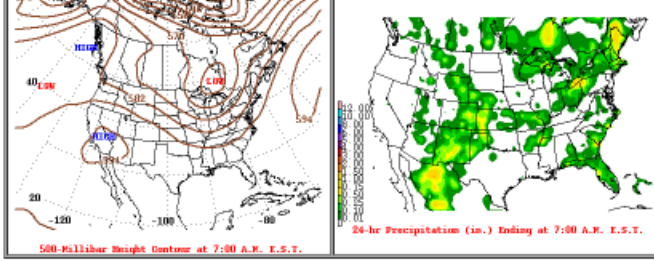 570
HIGH
LOW
40
LOW
582
594
HIGH
20
-120
-100
-80
500-Millibar Height Contour at 7:00 A.M. E.S.T.
24-hr Precipitation (in.) Ending at 7:00 A.M. E.S.T.